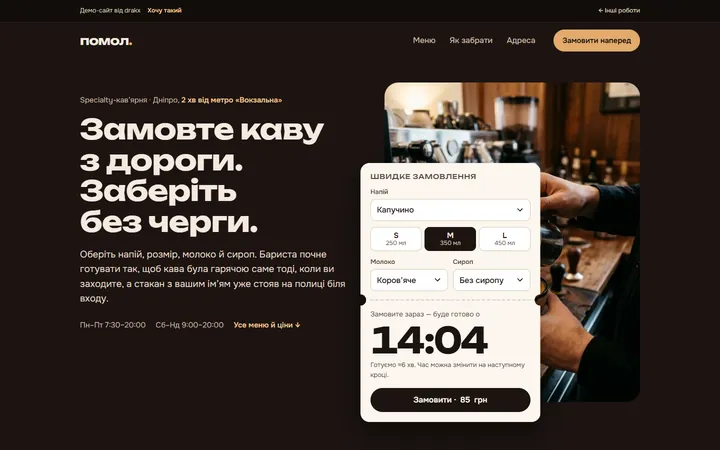 Демо-сайт від drakx Хочу такий
← Інші роботи
помол.
Меню Як забрати Адреса Замовити наперед
Specialty-кав'ярня · Дніпро, 2 хв від метро «Вокзальна»
Замовте каву
з дороги.
Заберіть
без черги.
Оберіть напій, розмір, молоко й сироп. Бариста почне
готувати так, щоб кава була гарячою саме тоді, коли ви
заходите, а стакан з вашим ім'ям уже стояв на полиці біля
входу.
Пн–Пт 7:30–20:00 Сб–Нд 9:00–20:00 Усе меню й ціни ↓
ШВИДКЕ ЗАМОВЛЕННЯ
Напій
Капучино
S M L
250 мл 350 мл 450 мл
Молоко Сироп
Коров'яче Без сиропу
Замовите зараз — буде готово о
14:04
Готуємо ≈6 хв. Час можна змінити на наступному
кроці.
Замовити · 85 грн